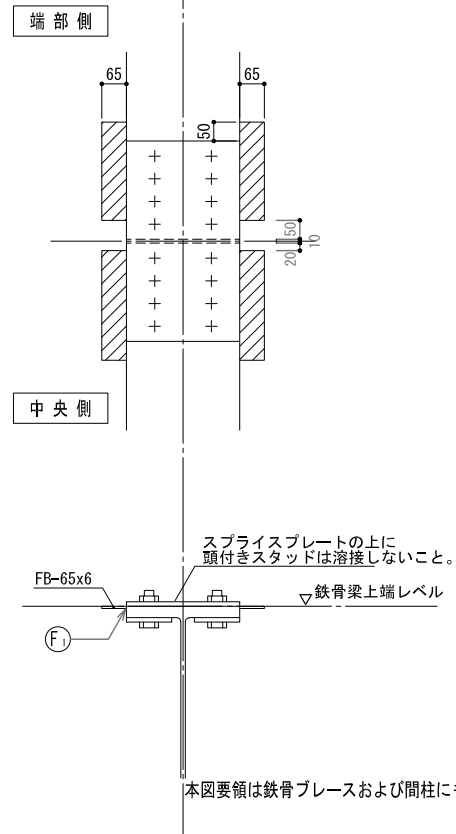 端部側
65
65
50
50
10
20
中央側
スプライスプレートの上に
頭付きスタッドは溶接しないこと。
FB-65x6
▽鉄骨梁上端レベル
F1
本図要領は鉄骨ブレースおよび間柱に